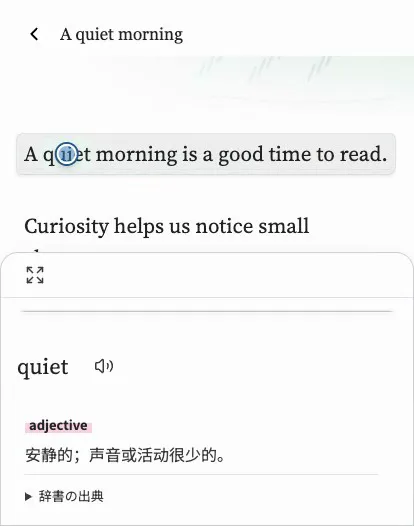 A quiet morning
A quiet morning is a good time to read.
Curiosity helps us notice small
quiet
adjective
安静的；声音或活动很少的。
辞書の出典